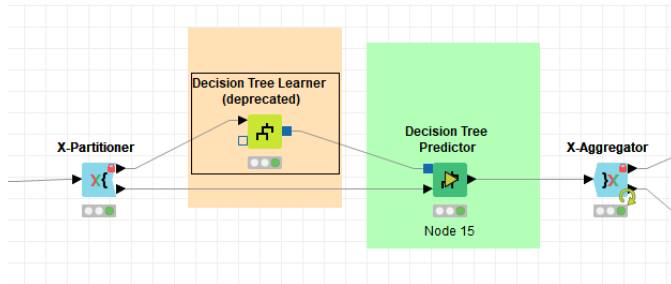 Decision Tree Learner
(deprecated)
X-Partitioner
Decision Tree
Predictor
X-Aggregator
X{
}X
Node 15